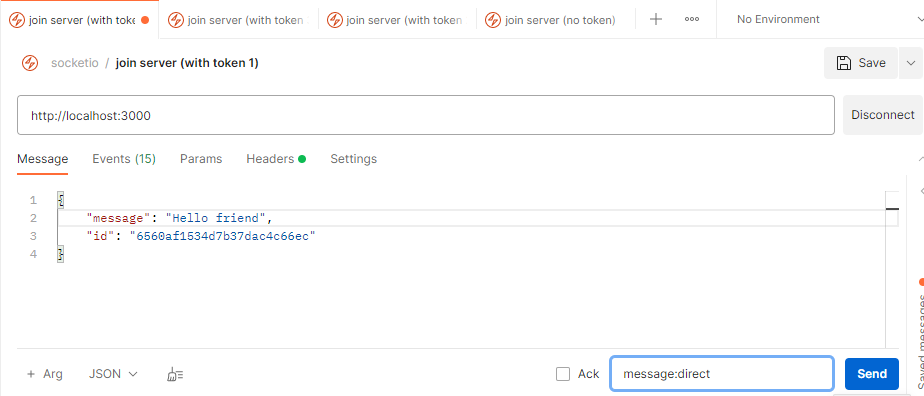 join server (with toke
join server (with token
join server (with token
join server (no token)
No Environment
socketio / join server (with token 1)
Save
http://localhost:3000
Disconnect
Message
Events (15)
Params
Headers
Settings
1 {
2 "message": "Hello friend",
3 "id": "6560af1534d7b37dac4c66ec"
4 }
Saved messages
+ Arg
JSON
Ack
message:direct
Send